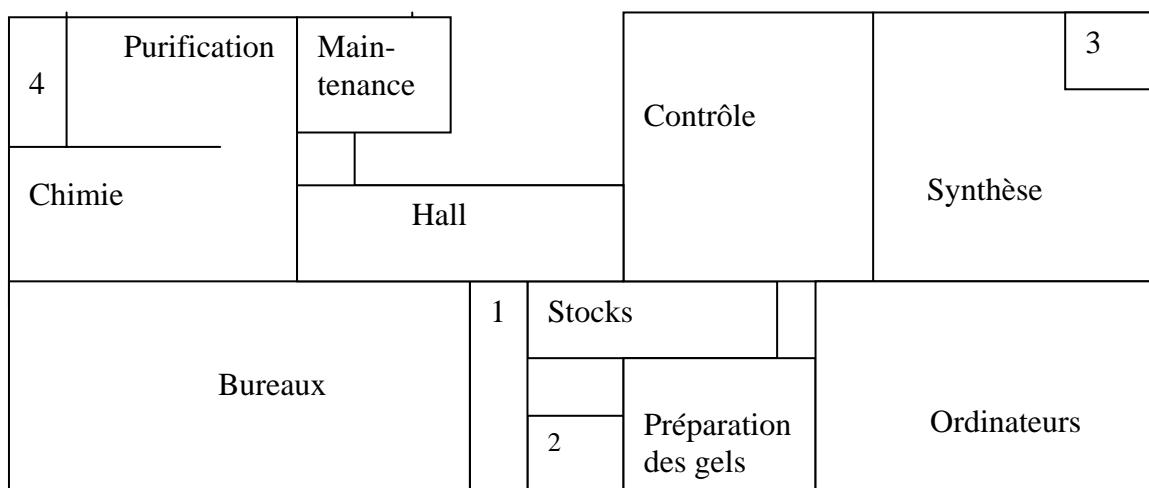 Purification
Main-
tenance
3
4
Contrôle
Chimie
Synthèse
Hall
1
Stocks
Bureaux
Préparation
des gels
2
Ordinateurs